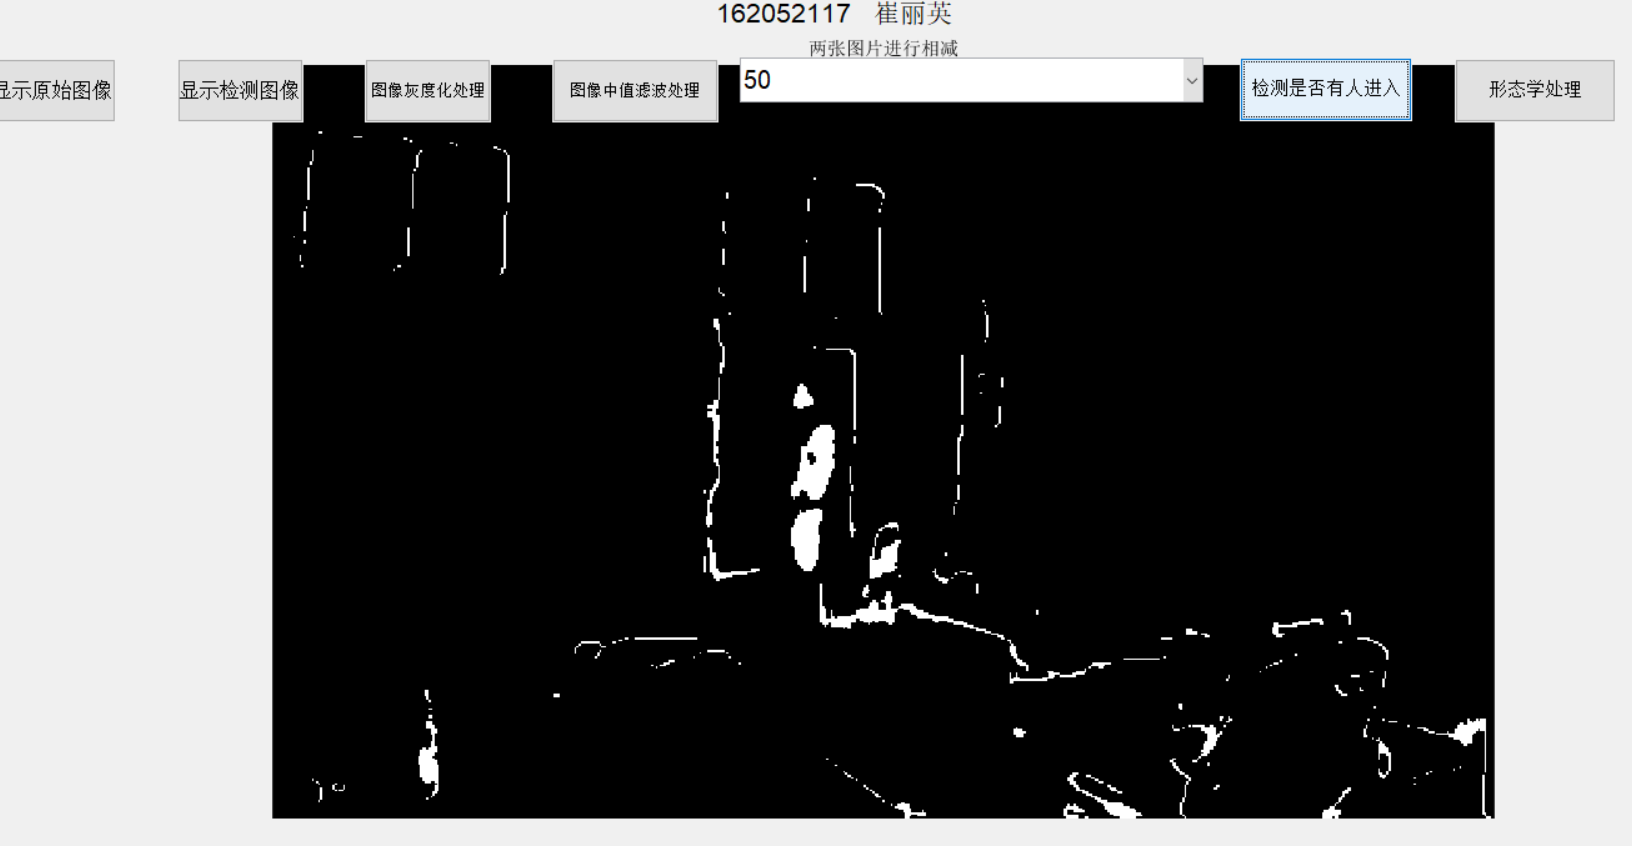 162052117 崔丽英
两张图片进行相减
显示原始图像
显示检测图像
图像灰度化处理
图像中值滤波处理
50
检测是否有人进入
形态学处理